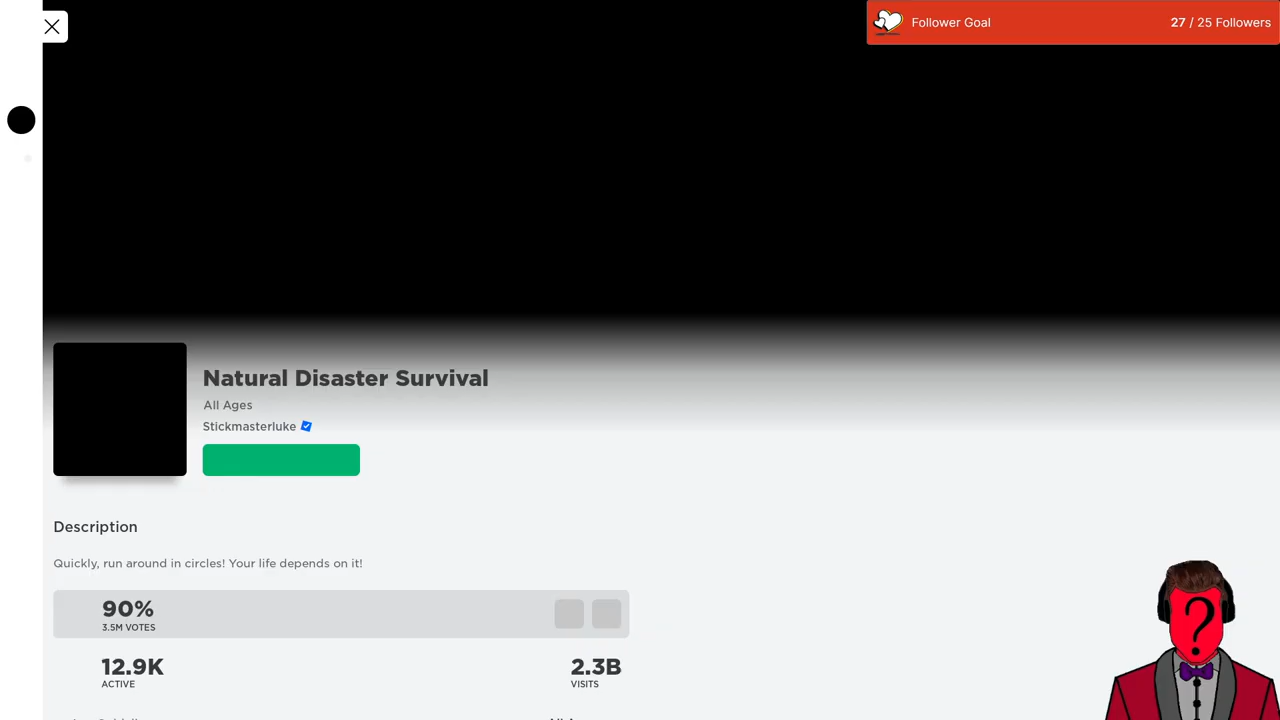 Follower Goal
27 / 25 Followers
Natural Disaster Survival
All Ages
Stickmasterluke
Description
Quickly, run around in circles! Your life depends on it!
90%
3.5M VOTES
12.9K
ACTIVE
2.3B
VISITS
?